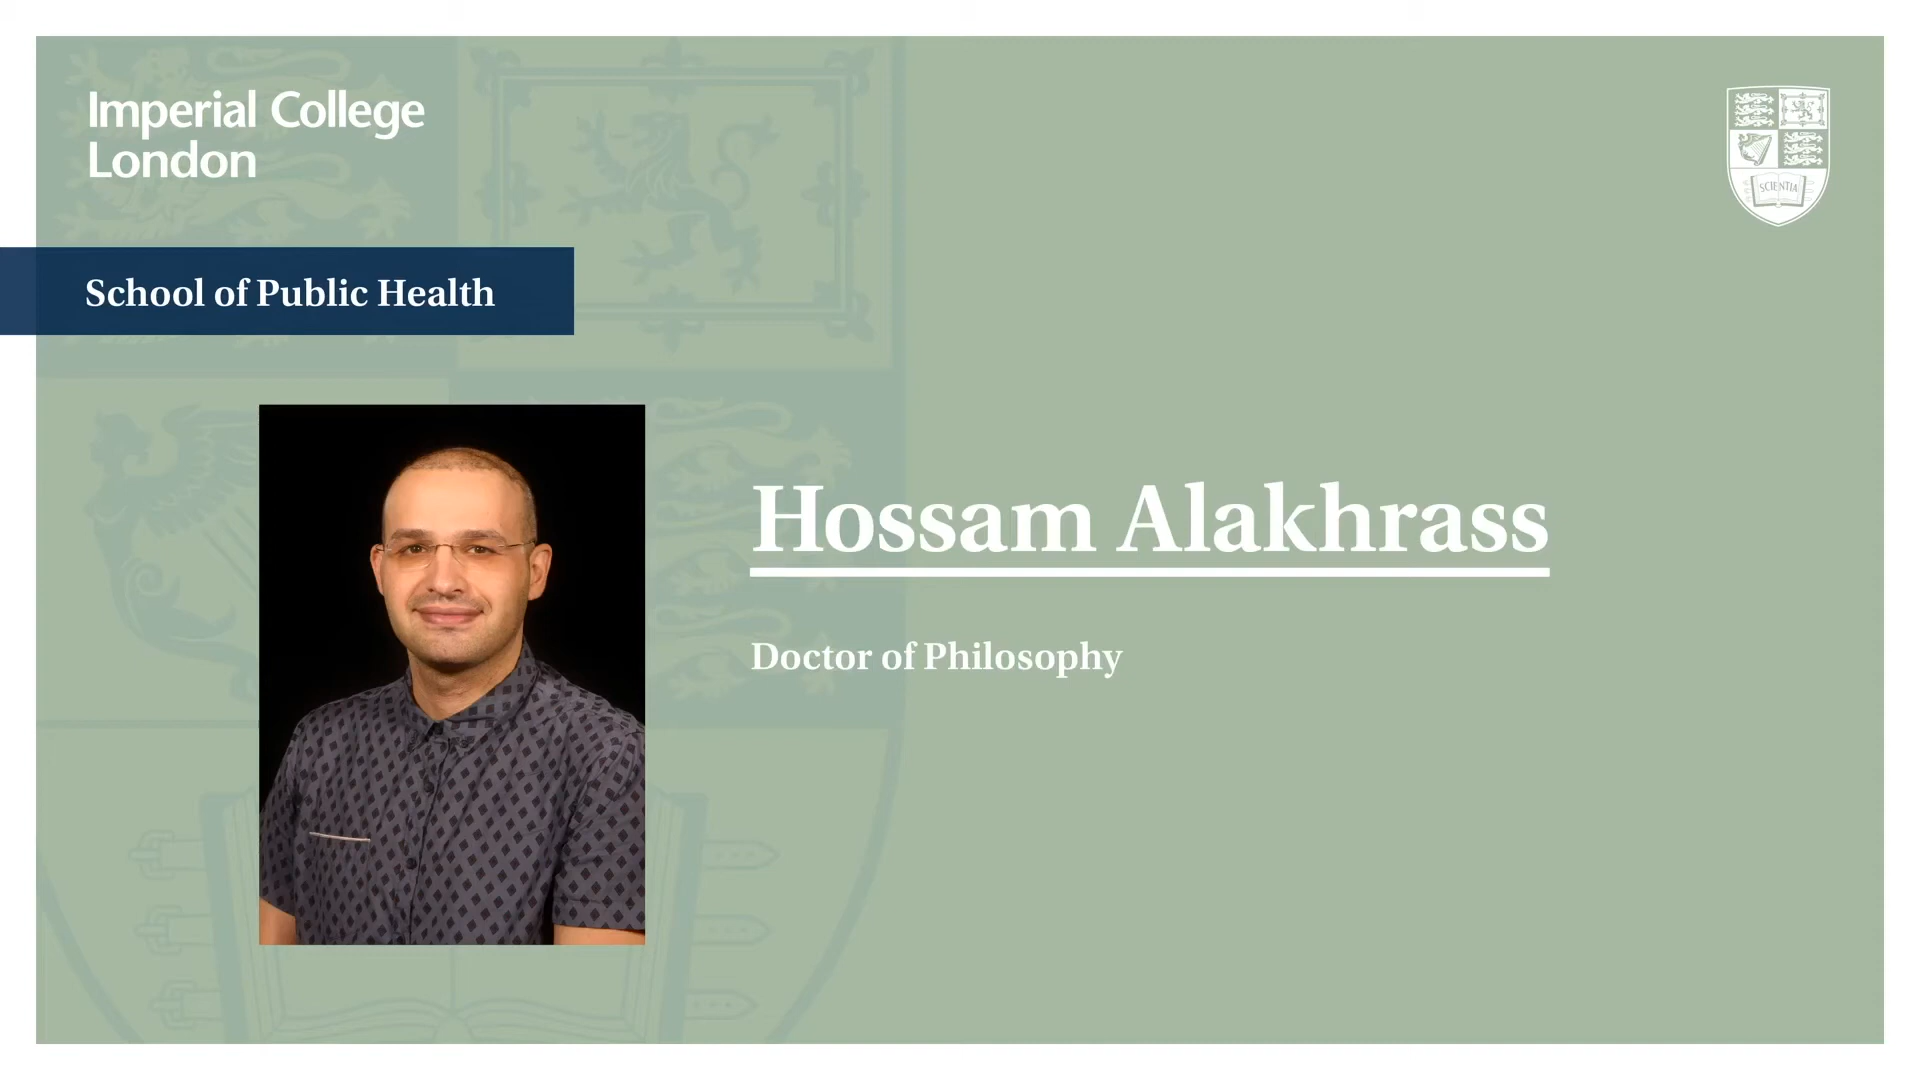 Imperial College
London
SCIENTIA
School of Public Health
Hossam Alakhrass
Doctor of Philosophy